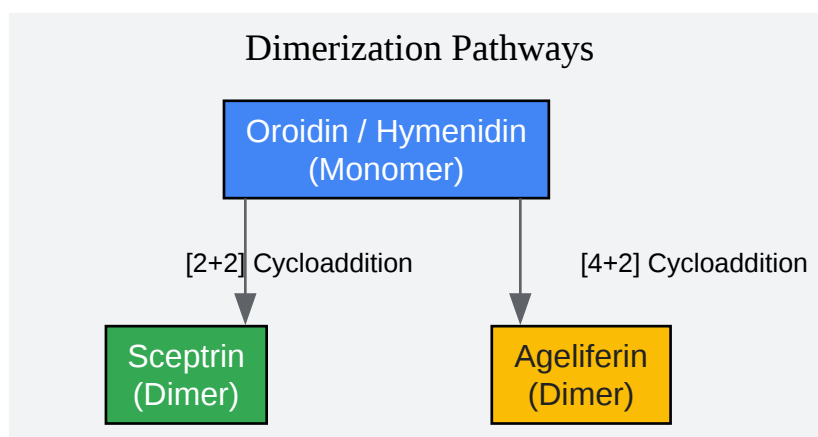 Dimerization Pathways
Oroidin / Hymenidin
(Monomer)
[2+2] Cycloaddition
[4+2] Cycloaddition
Sceptrin
(Dimer)
Ageliferin
(Dimer)